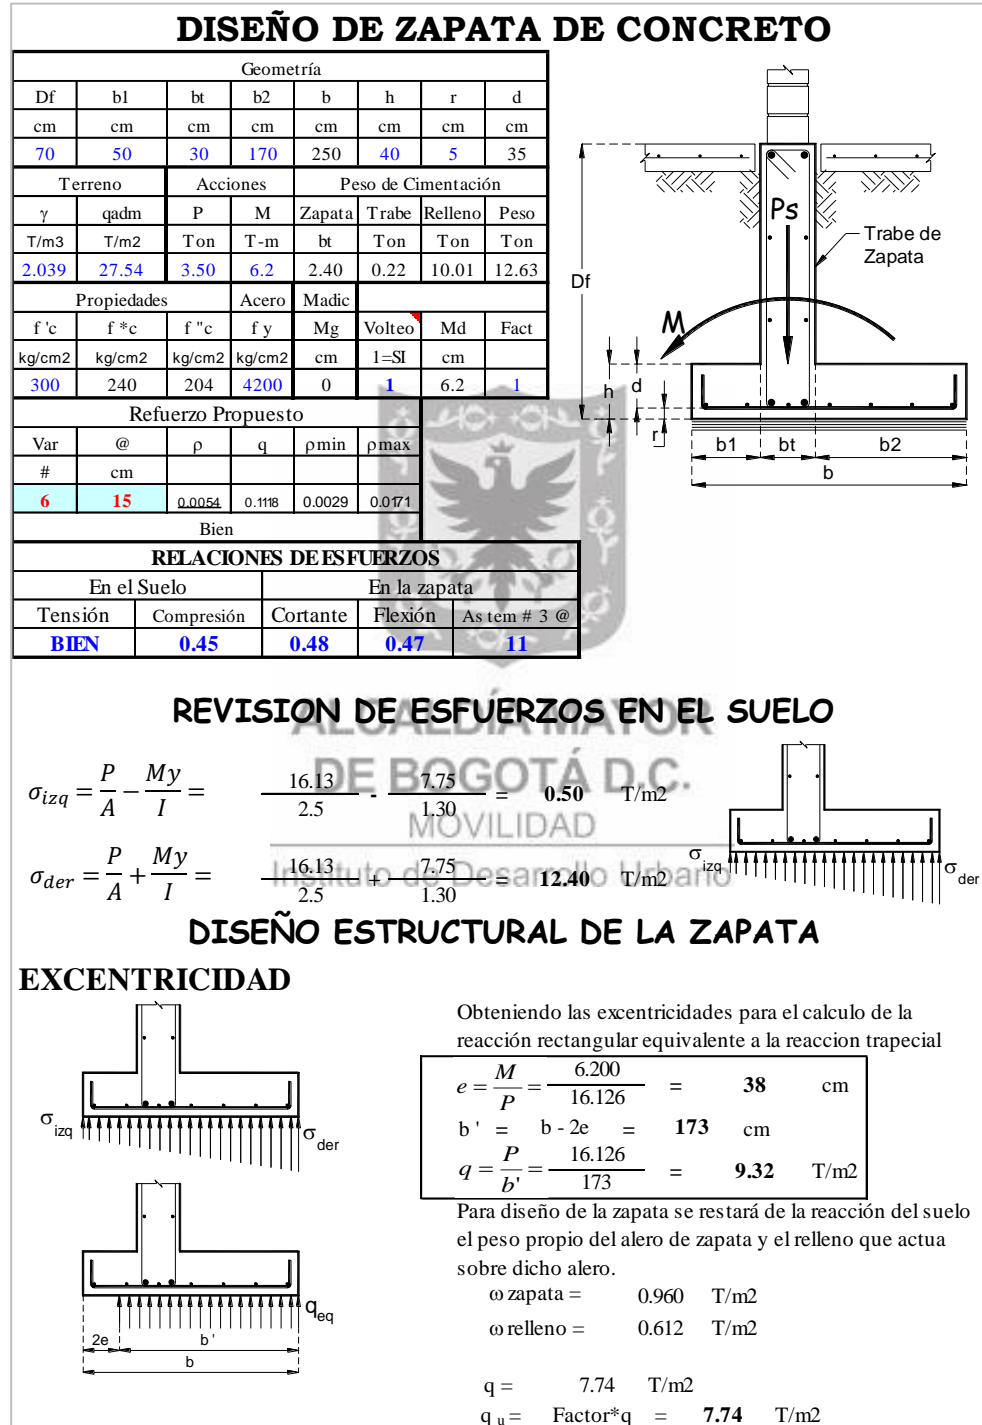 DISEÑO DE ZAPATA DE CONCRETO
Geometría
Df b1 bt b2 b h r d
cm cm cm cm cm cm cm cm
70 50 30 170 250 40 5 35
Terreno Acciones Peso de Cimentación
γ qadm P M Zapata Trabe Relleno Peso
T/m3 T/m2 Ton T-m bt Ton Ton Ton
2.039 27.54 3.50 6.2 2.40 0.22 10.01 12.63
Propiedades Acero Madic
f 'c f *c f "c f y Mg Volteo Md Fact
kg/cm2 kg/cm2 kg/cm2 kg/cm2 cm 1=SI cm
300 240 204 4200 0 1 6.2 1
Refuerzo Propuesto
Var @ ρ q ρmin ρmax
# cm
6 15 0.0054 0.1118 0.0029 0.0171
Bien
RELACIONES DE ESFUERZOS
En el Suelo En la zapata
Tensión Compresión Cortante Flexión As tem # 3 @
BIEN 0.45 0.48 0.47 11
Ps
Trabe de
Zapata
Df
M
h d
r
b1 bt b2
b
ALCALDÍA MAYOR
DE BOGOTÁ D.C.
MOVILIDAD
Instituto de Desarrollo Urbano
REVISION DE ESFUERZOS EN EL SUELO
σizq = P/A − My/I = 16.13/2.5 - 7.75/1.30 = 0.50 T/m2
σder = P/A + My/I = 16.13/2.5 + 7.75/1.30 = 12.40 T/m2
σizq σder
DISEÑO ESTRUCTURAL DE LA ZAPATA
EXCENTRICIDAD
σizq σder
qeq
2e b '
b
Obteniendo las excentricidades para el calculo de la
reacción rectangular equivalente a la reaccion trapecial
e = M/P = 6.200/16.126 = 38 cm
b ' = b - 2e = 173 cm
q = P/b' = 16.126/173 = 9.32 T/m2
Para diseño de la zapata se restará de la reacción del suelo
el peso propio del alero de zapata y el relleno que actua
sobre dicho alero.
ω zapata = 0.960 T/m2
ω relleno = 0.612 T/m2
q = 7.74 T/m2
q u = Factor*q = 7.74 T/m2